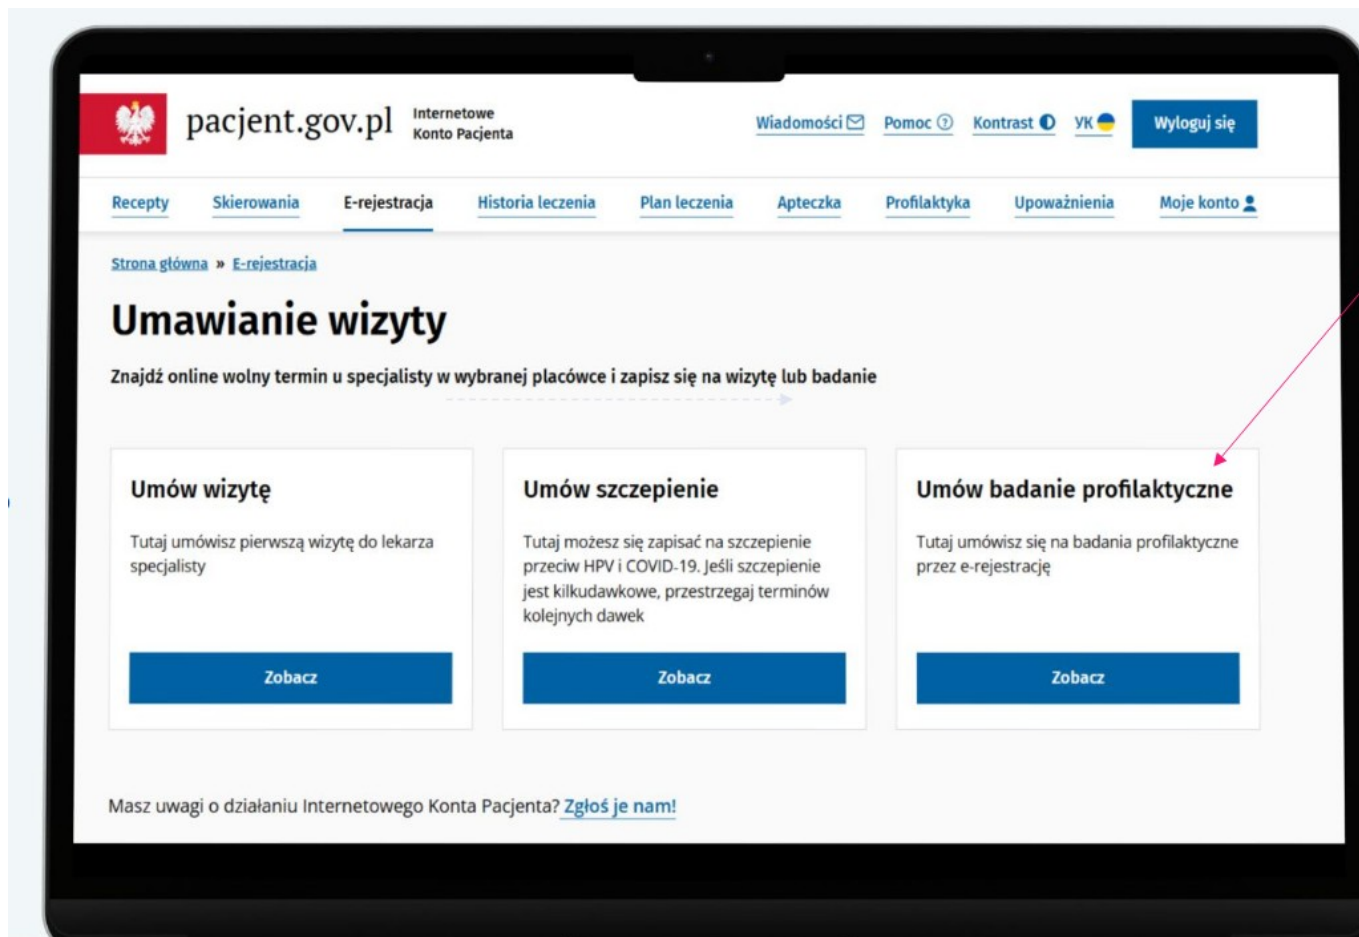 pacjent.gov.pl
Internetowe
Konto Pacjenta
Wiadomości
Pomoc
Kontrast
УК
Wyloguj się
Recepty
Skierowania
E-rejestracja
Historia leczenia
Plan leczenia
Apteczka
Profilaktyka
Upoważnienia
Moje konto
Strona główna » E-rejestracja
Umawianie wizyty
Znajdź online wolny termin u specjalisty w wybranej placówce i zapisz się na wizytę lub badanie
Umów wizytę
Tutaj umówisz pierwszą wizytę do lekarza
specjalisty
Zobacz
Umów szczepienie
Tutaj możesz się zapisać na szczepienie
przeciw HPV i COVID-19. Jeśli szczepienie
jest kilkudawkowe, przestrzegaj terminów
kolejnych dawek
Zobacz
Umów badanie profilaktyczne
Tutaj umówisz się na badania profilaktyczne
przez e-rejestrację
Zobacz
Masz uwagi o działaniu Internetowego Konta Pacjenta? Zgłoś je nam!